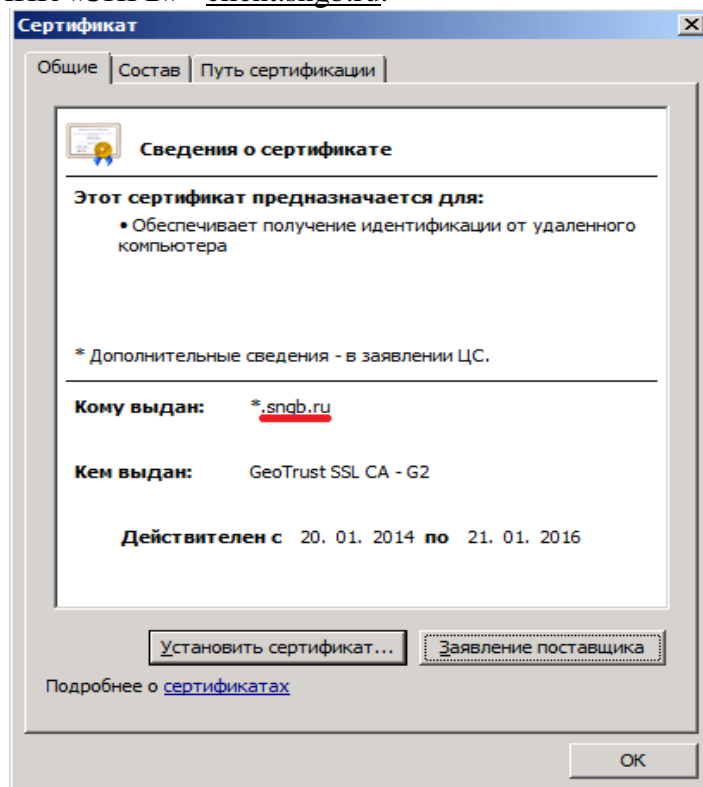 Сертификат
Общие Состав Путь сертификации
Сведения о сертификате
Этот сертификат предназначается для:
• Обеспечивает получение идентификации от удаленного
компьютера
* Дополнительные сведения - в заявлении ЦС.
Кому выдан: *.sngb.ru
Кем выдан: GeoTrust SSL CA - G2
Действителен с 20. 01. 2014 по 21. 01. 2016
Установить сертификат... Заявление поставщика
Подробнее о сертификатах
ОК